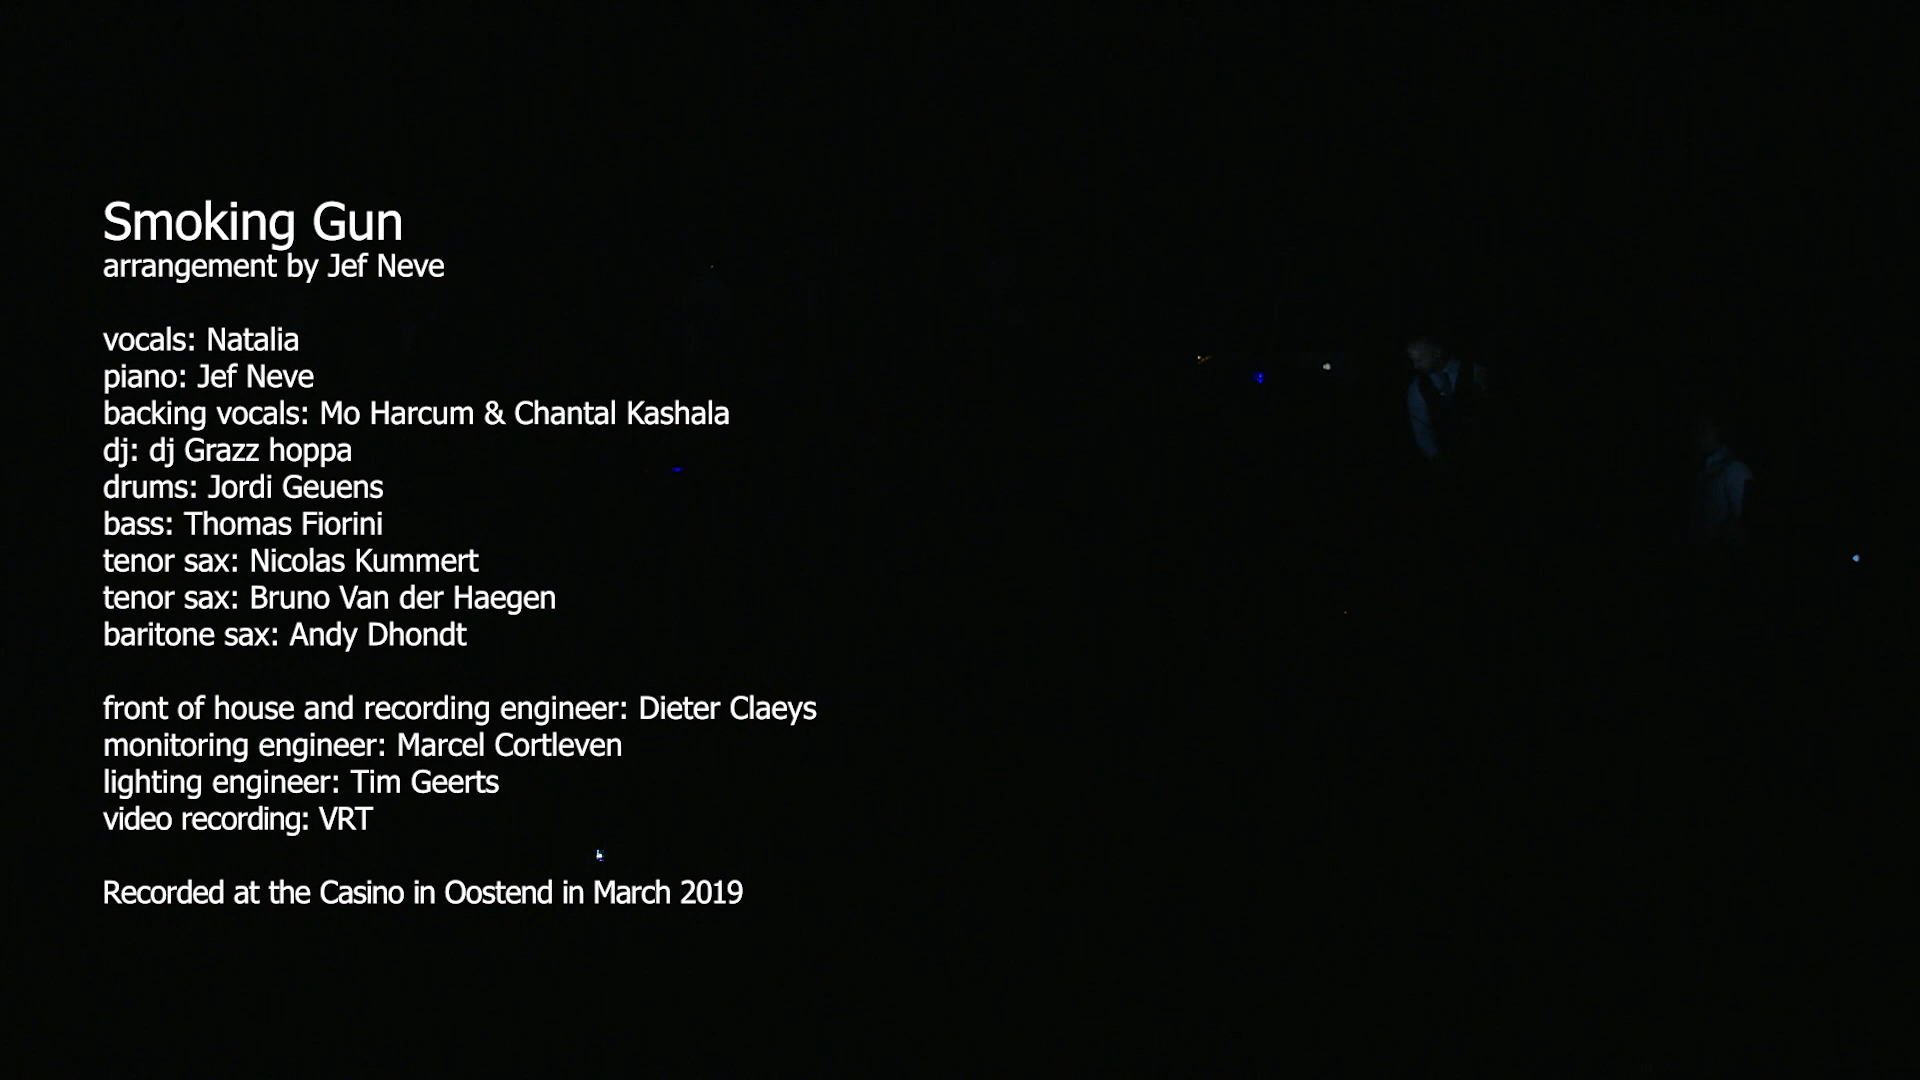 Smoking Gun
arrangement by Jef Neve
vocals: Natalia
piano: Jef Neve
backing vocals: Mo Harcum & Chantal Kashala
dj: dj Grazz hoppa
drums: Jordi Geuens
bass: Thomas Fiorini
tenor sax: Nicolas Kummert
tenor sax: Bruno Van der Haegen
baritone sax: Andy Dhondt
front of house and recording engineer: Dieter Claeys
monitoring engineer: Marcel Cortleven
lighting engineer: Tim Geerts
video recording: VRT
Recorded at the Casino in Oostend in March 2019